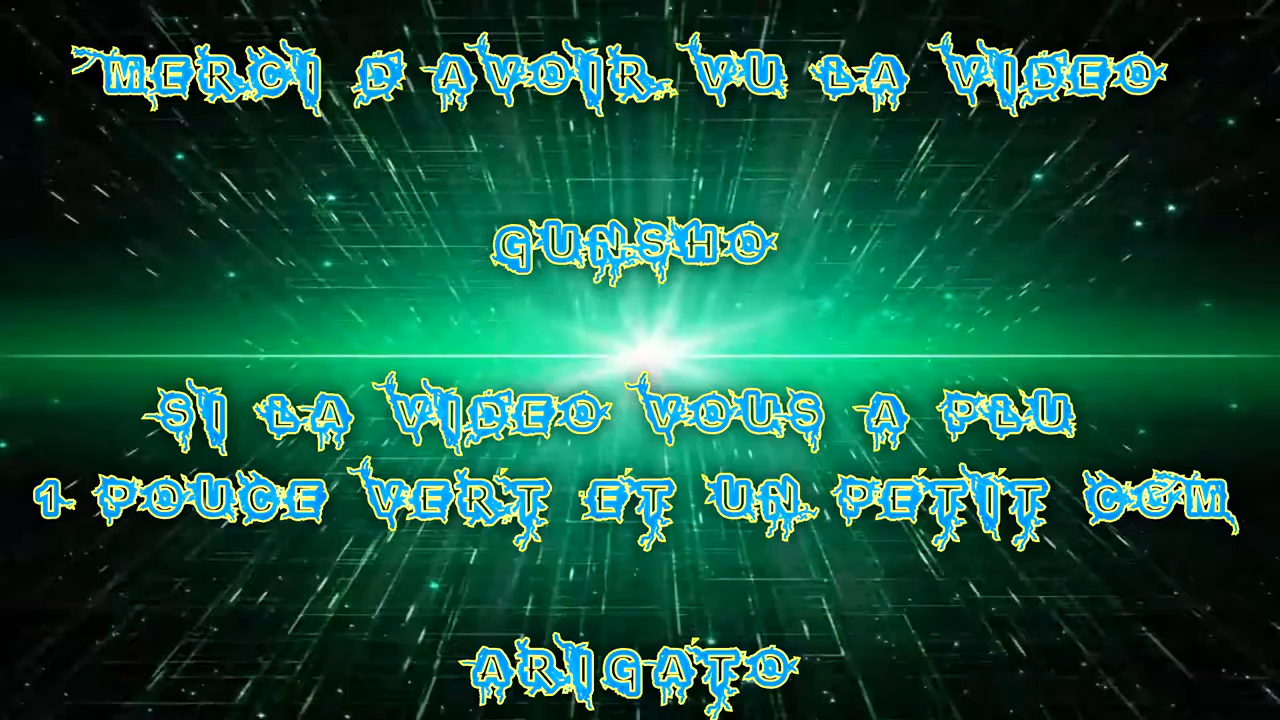 MERCI D AVOIR VU LA VIDEO
GUNSHO
SI LA VIDEO VOUS A PLU
1 POUCE VERT ET UN PETIT COM
ARIGATO